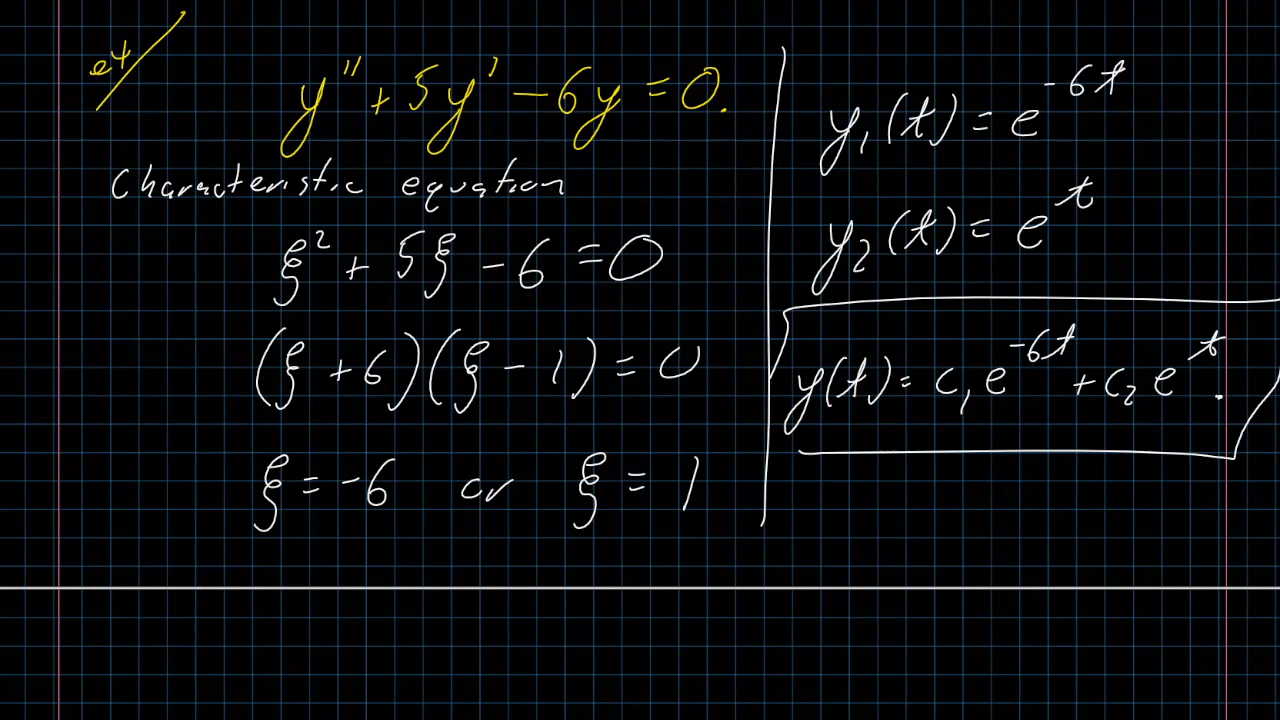 e4/
y'' + 5y' - 6y = 0.
Characteristic equation
ξ² + 5ξ - 6 = 0
(ξ + 6)(ξ - 1) = 0
ξ = -6 or ξ = 1
y₁(t) = e^{-6t}
y₂(t) = e^{t}
y(t) = c₁e^{-6t} + c₂e^{t}.